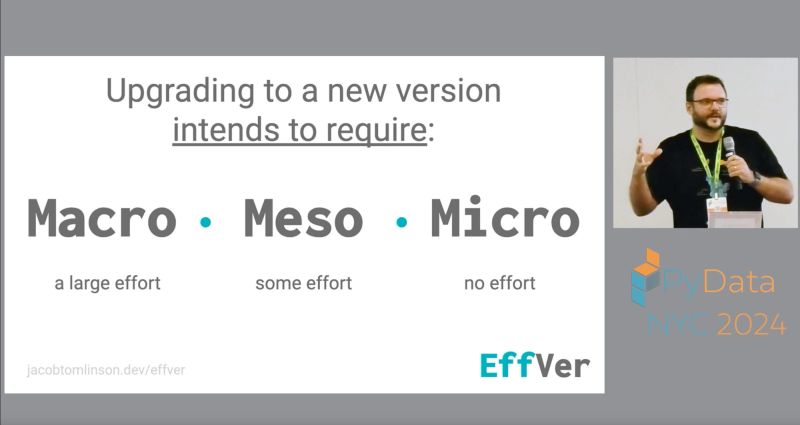 Upgrading to a new version
intends to require:
Macro • Meso • Micro
a large effort some effort no effort
jacobtomlinson.dev/effver
EffVer
PyData
NYC 2024